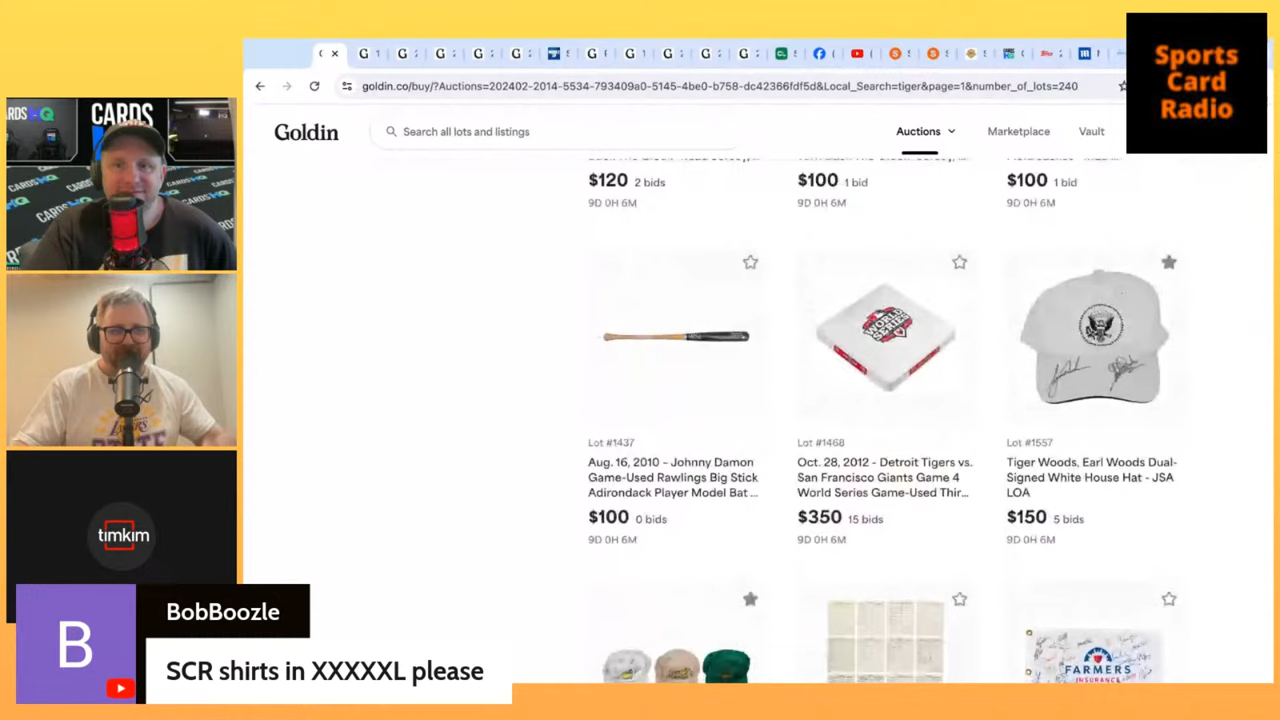 Sports
Card
Radio
goldin.co/buy/?Auctions=202402-2014-5534-793409a0-5145-4be0-b758-dc42366fdf5d&Local_Search=tiger&page=1&number_of_lots=240
Goldin
Search all lots and listings
Auctions
Marketplace
Vault
$120 2 bids
$100 1 bid
$100 1 bid
9D 0H 6M
9D 0H 6M
9D 0H 6M
CARDS
CARDS
WORLD
SERIES
Lot #1437
Lot #1468
Lot #1557
Aug. 16, 2010 - Johnny Damon
Game-Used Rawlings Big Stick
Adirondack Player Model Bat ...
Oct. 28, 2012 - Detroit Tigers vs.
San Francisco Giants Game 4
World Series Game-Used Thir...
Tiger Woods, Earl Woods Dual-
Signed White House Hat - JSA
LOA
$100 0 bids
$350 15 bids
$150 5 bids
9D 0H 6M
9D 0H 6M
9D 0H 6M
timkim
FARMERS
INSURANCE
B
BobBoozle
SCR shirts in XXXXXL please